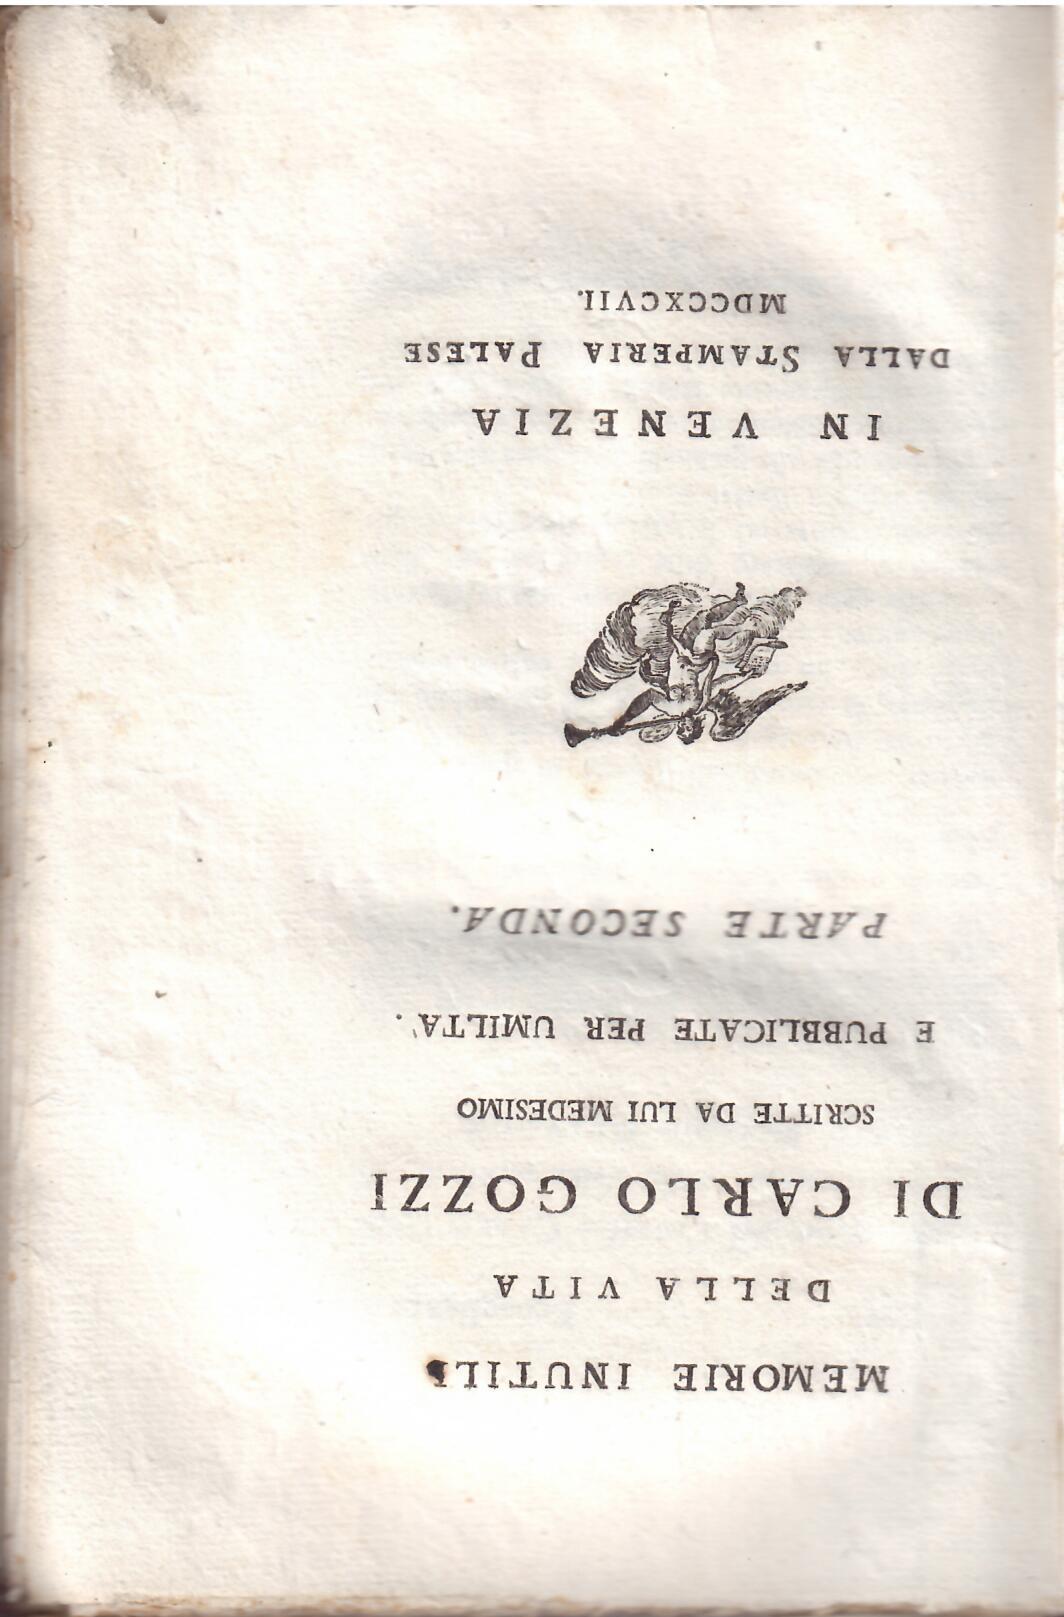 MEMORIE INUTILI
DELLA VITA
DI CARLO GOZZI
SCRITTE DA LUI MEDESIMO
E PUBBLICATE PER UMILTA'.
PARTE SECONDA.
IN VENEZIA
DALLA STAMPERIA PALESE
MDCCXCVII.